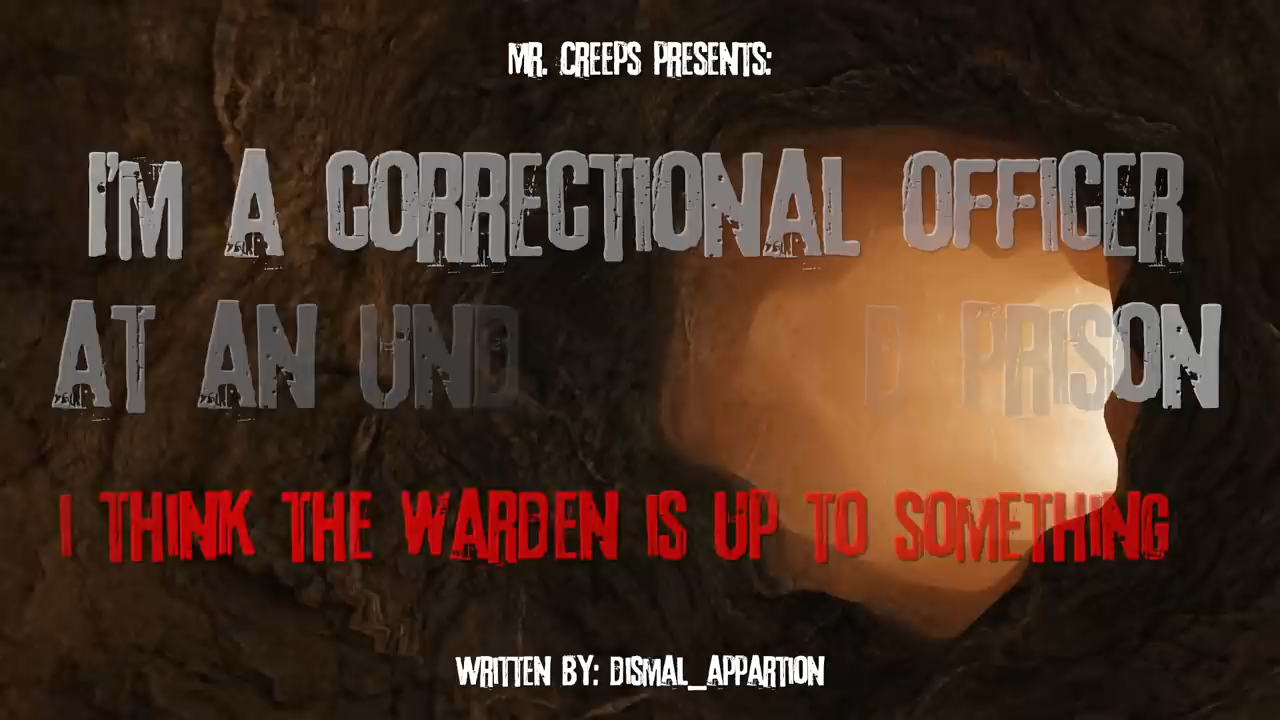 MR. CREEPS PRESENTS:
I'M A CORRECTIONAL OFFICER
AT AN UND D PRISON
I THINK THE WARDEN IS UP TO SOMETHING
WRITTEN BY: DISMAL_APPARTION